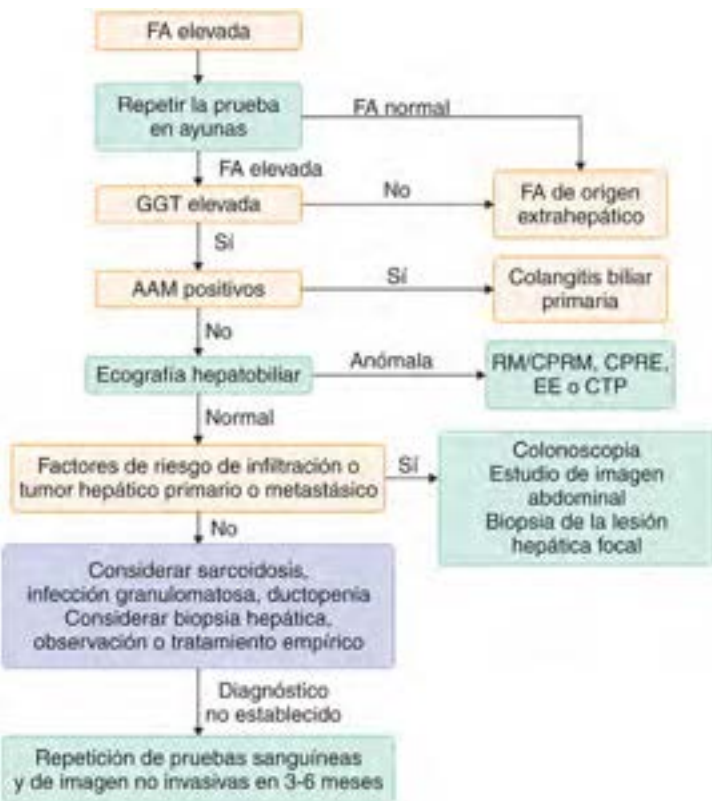 FA elevada
Repetir la prueba
en ayunas
FA normal
FA elevada
GGT elevada
No
FA de origen
extrahepático
Sí
AAM positivos
Sí
Colangitis biliar
primaria
No
Ecografía hepatobiliar
Anómala
RM/CPRM, CPRE,
EE o CTP
Normal
Factores de riesgo de infiltración o
tumor hepático primario o metastásico
Sí
Colonoscopia
Estudio de imagen
abdominal
Biopsia de la lesión
hepática focal
No
Considerar sarcoidosis,
infección granulomatosa, ductopenia
Considerar biopsia hepática,
observación o tratamiento empírico
Diagnóstico
no establecido
Repetición de pruebas sanguíneas
y de imagen no invasivas en 3-6 meses